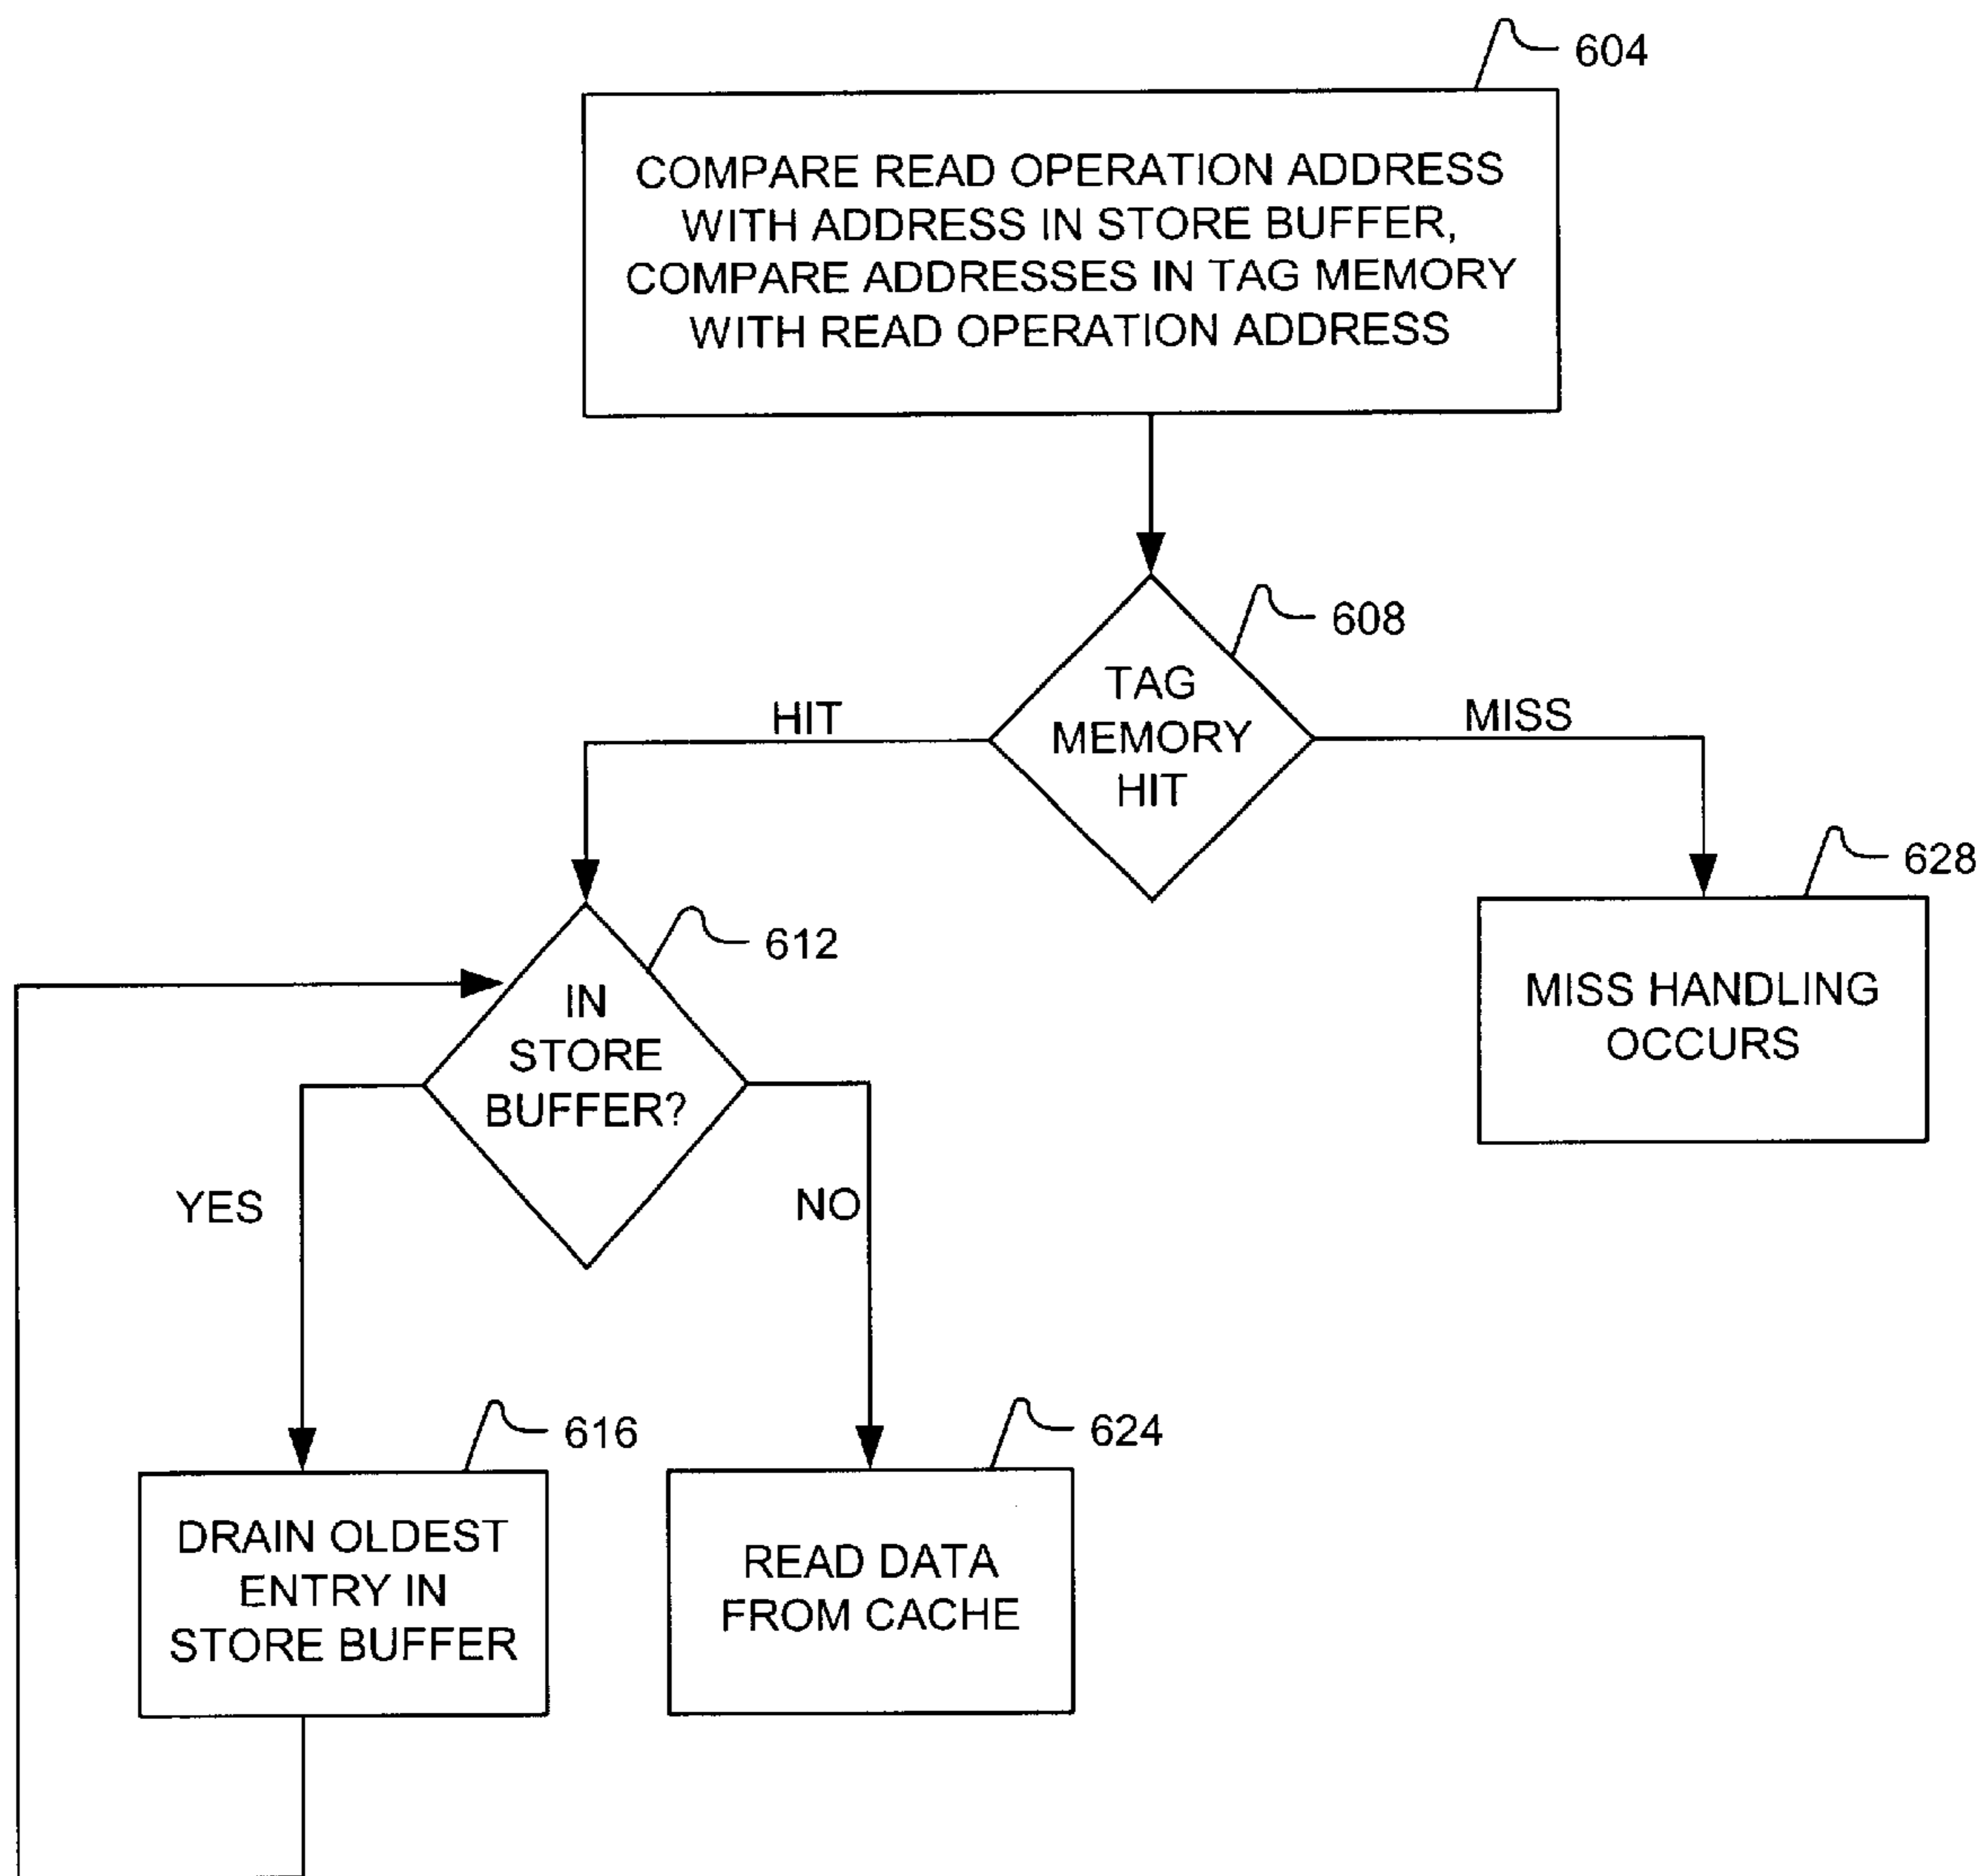 604
COMPARE READ OPERATION ADDRESS
WITH ADDRESS IN STORE BUFFER,
COMPARE ADDRESSES IN TAG MEMORY
WITH READ OPERATION ADDRESS
608
TAG
MEMORY
HIT
HIT
MISS
628
MISS HANDLING
OCCURS
612
IN
STORE
BUFFER?
YES
NO
616
DRAIN OLDEST
ENTRY IN
STORE BUFFER
624
READ DATA
FROM CACHE